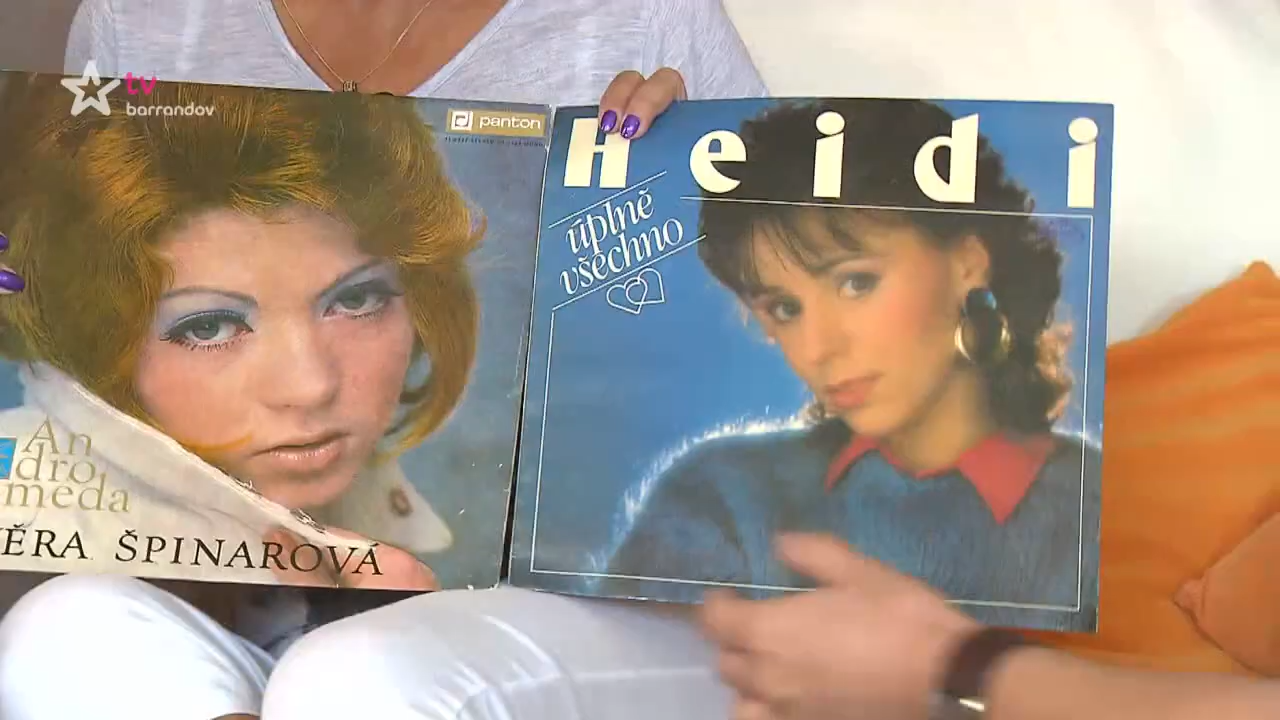 tv
barrandov
panton
Heidi
úplně
všechno
An
dro
meda
VĚRA ŠPINAROVÁ